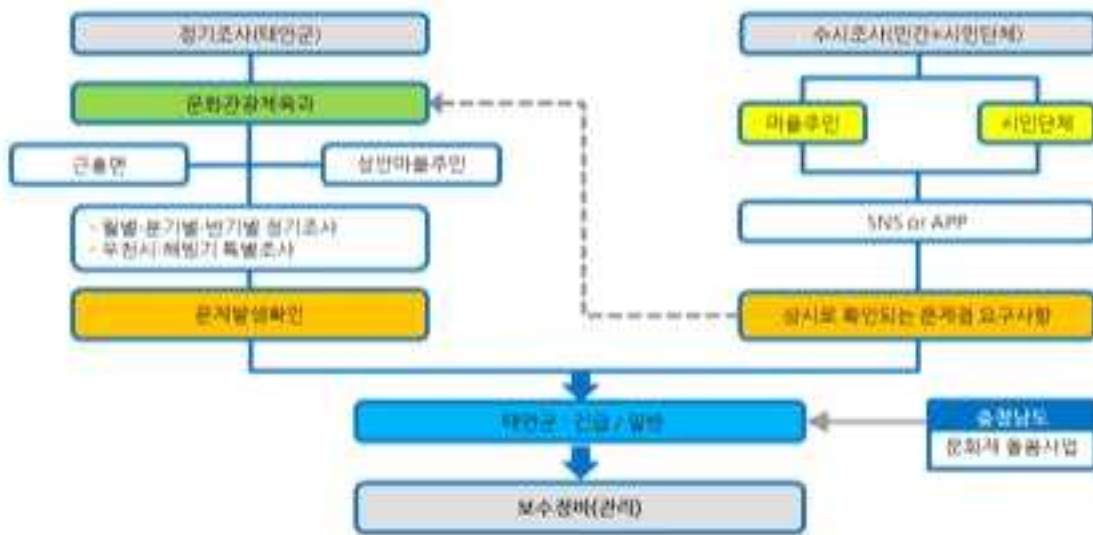 정기조사(태안군)
문화관광체육과
근흥면
성안마을주민
- 월별·분기별·반기별 정기조사
- 우천시·해빙기 특별조사
문제발생확인
수시조사(민간+시민단체)
마을주민
시민단체
SNS or APP
상시로 확인되는 문제점 요구사항
태안군 : 긴급 / 일반
충청남도
문화재 돌봄사업
보수정비(관리)